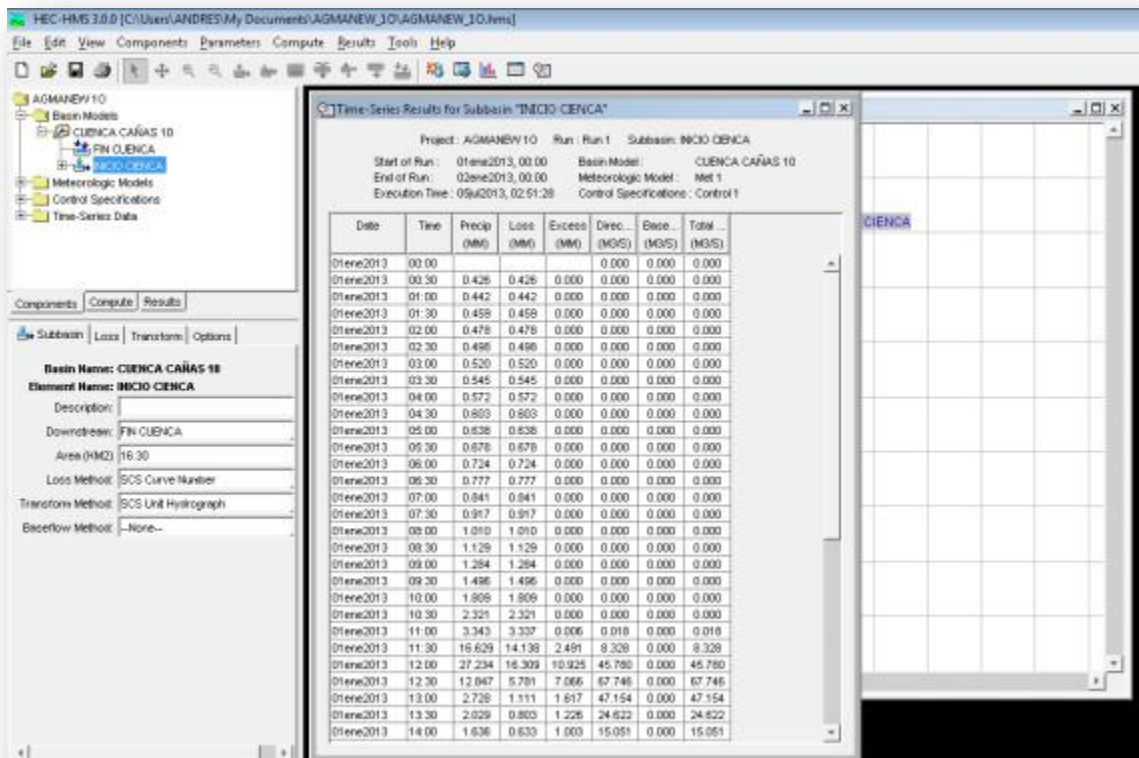 HEC-HMS 3.0.0 [C:\Users\ANDRES\My Documents\AGMANEW_1O\AGMANEW_1O.hms]
File Edit View Components Parameters Compute Results Tools Help
AGMANEW1O
Basin Models
CUENCA CAÑAS 10
FIN CUENCA
INICIO CIENCA
Meteorologic Models
Control Specifications
Time-Series Data
Components Compute Results
Subbasin Loss Transform Options
Basin Name: CUENCA CAÑAS 10
Element Name: INICIO CIENCA
Description:
Downstream: FIN CUENCA
Area (KM2) 16.30
Loss Method: SCS Curve Number
Transform Method: SCS Unit Hydrograph
Baseflow Method: --None--
Time-Series Results for Subbasin "INICIO CIENCA"
Project : AGMANEW1O Run : Run 1 Subbasin: INICIO CIENCA
Start of Run : 01ene2013, 00:00 Basin Model : CUENCA CAÑAS 10
End of Run : 02ene2013, 00:00 Meteorologic Model : Met 1
Execution Time : 05jul2013, 02:51:28 Control Specifications : Control 1
Date Time Precip Loss Excess Direc... Base... Total ...
(MM) (MM) (MM) (M3/S) (M3/S) (M3/S)
01ene2013 00:00 0.000 0.000 0.000
01ene2013 00:30 0.426 0.426 0.000 0.000 0.000 0.000
01ene2013 01:00 0.442 0.442 0.000 0.000 0.000 0.000
01ene2013 01:30 0.459 0.459 0.000 0.000 0.000 0.000
01ene2013 02:00 0.478 0.478 0.000 0.000 0.000 0.000
01ene2013 02:30 0.498 0.498 0.000 0.000 0.000 0.000
01ene2013 03:00 0.520 0.520 0.000 0.000 0.000 0.000
01ene2013 03:30 0.545 0.545 0.000 0.000 0.000 0.000
01ene2013 04:00 0.572 0.572 0.000 0.000 0.000 0.000
01ene2013 04:30 0.603 0.603 0.000 0.000 0.000 0.000
01ene2013 05:00 0.638 0.638 0.000 0.000 0.000 0.000
01ene2013 05:30 0.678 0.678 0.000 0.000 0.000 0.000
01ene2013 06:00 0.724 0.724 0.000 0.000 0.000 0.000
01ene2013 06:30 0.777 0.777 0.000 0.000 0.000 0.000
01ene2013 07:00 0.841 0.841 0.000 0.000 0.000 0.000
01ene2013 07:30 0.917 0.917 0.000 0.000 0.000 0.000
01ene2013 08:00 1.010 1.010 0.000 0.000 0.000 0.000
01ene2013 08:30 1.129 1.129 0.000 0.000 0.000 0.000
01ene2013 09:00 1.284 1.284 0.000 0.000 0.000 0.000
01ene2013 09:30 1.496 1.496 0.000 0.000 0.000 0.000
01ene2013 10:00 1.809 1.809 0.000 0.000 0.000 0.000
01ene2013 10:30 2.321 2.321 0.000 0.000 0.000 0.000
01ene2013 11:00 3.343 3.337 0.006 0.018 0.000 0.018
01ene2013 11:30 16.629 14.138 2.491 8.328 0.000 8.328
01ene2013 12:00 27.234 16.309 10.925 45.780 0.000 45.780
01ene2013 12:30 12.847 5.781 7.066 67.746 0.000 67.746
01ene2013 13:00 2.728 1.111 1.617 47.154 0.000 47.154
01ene2013 13:30 2.029 0.803 1.226 24.622 0.000 24.622
01ene2013 14:00 1.636 0.633 1.003 15.051 0.000 15.051
CIENCA